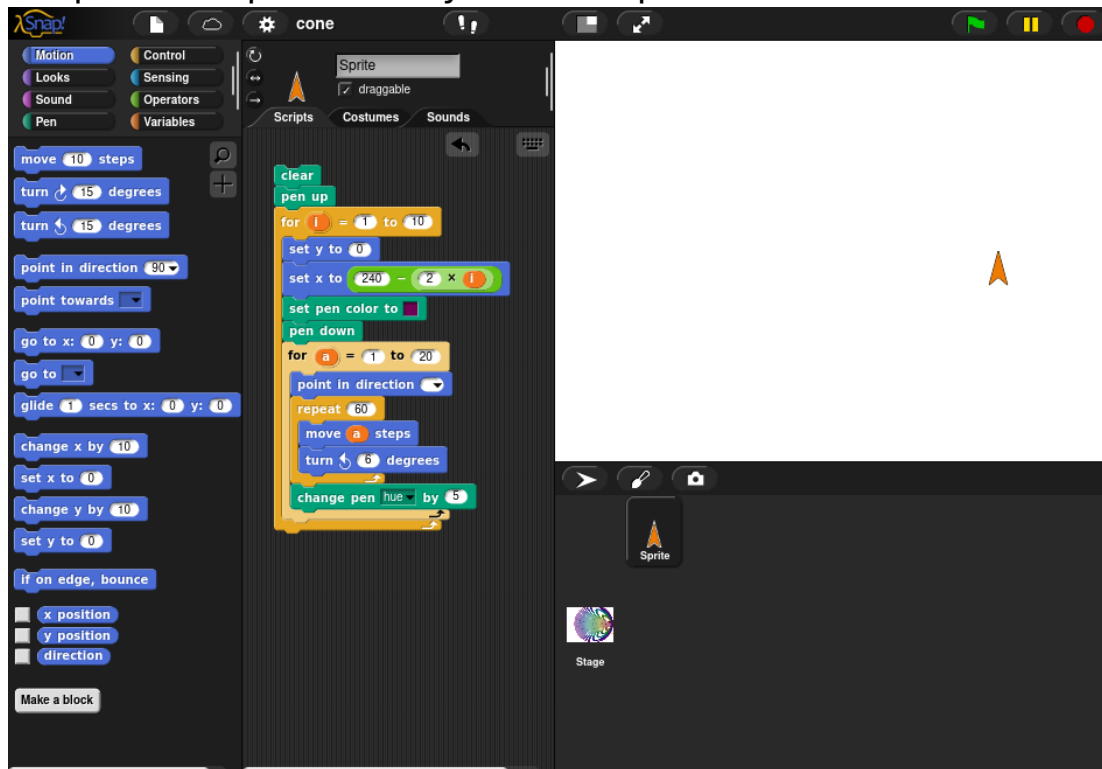 λSnap! cone
Motion Control
Looks Sensing
Sound Operators
Pen Variables
move 10 steps
turn 15 degrees
turn 15 degrees
point in direction 90
point towards
go to x: 0 y: 0
go to
glide 1 secs to x: 0 y: 0
change x by 10
set x to 0
change y by 10
set y to 0
if on edge, bounce
x position
y position
direction
Make a block
Sprite
draggable
Scripts Costumes Sounds
clear
pen up
for i = 1 to 10
set y to 0
set x to 240 − 2 × i
set pen color to
pen down
for a = 1 to 20
point in direction
repeat 60
move a steps
turn 6 degrees
change pen hue by 5
Sprite
Stage